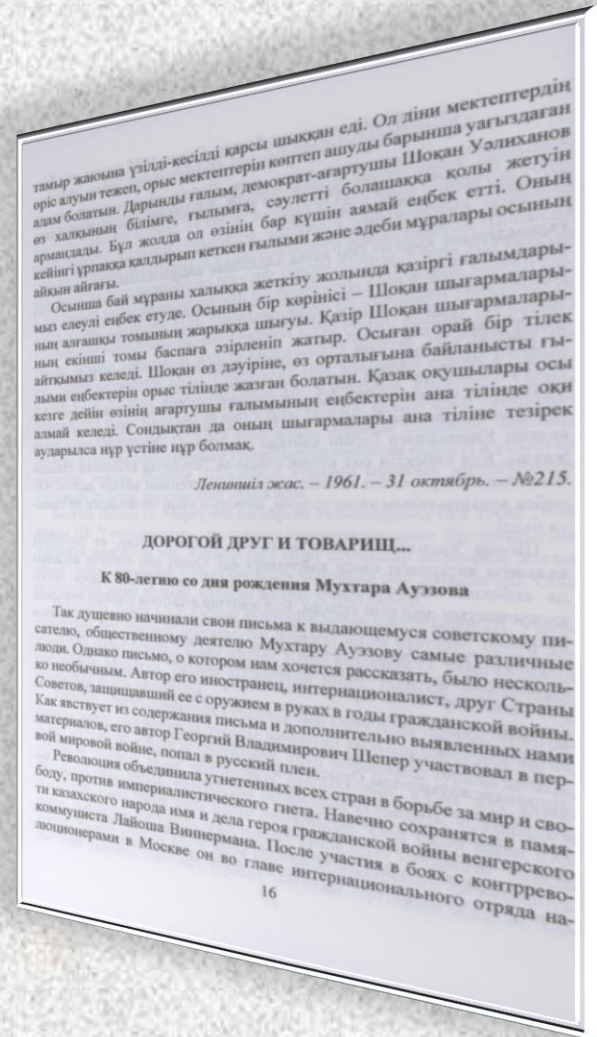 тамыр жаюына үзілді-кесілді қарсы шыққан еді. Ол діни мектептердің
өріс алуын тежеп, орыс мектептерін көптеп ашуды барынша уағыздаған
адам болатын. Дарынды ғалым, демократ-ағартушы Шоқан Уәлиханов
өз халқының білімге, ғылымға, сәулетті болашаққа қолы жетуін
армандады. Бұл жолда ол өзінің бар күшін аямай еңбек етті. Оның
кейінгі ұрпаққа қалдырып кеткен ғылыми және әдеби мұралары осының
айқын айғағы.
Осынша бай мұраны халыққа жеткізу жолында қазіргі ғалымдары-
мыз елеулі еңбек етуде. Осының бір көрінісі – Шоқан шығармалары-
ның алғашқы томының жарыққа шығуы. Қазір Шоқан шығармалары-
ның екінші томы баспаға әзірленіп жатыр. Осыған орай бір тілек
айтқымыз келеді. Шоқан өз дәуіріне, өз орталығына байланысты ғы-
лыми еңбектерін орыс тілінде жазған болатын. Қазақ оқушылары осы
кезге дейін өзінің ағартушы ғалымының еңбектерін ана тілінде оқи
алмай келеді. Сондықтан да оның шығармалары ана тіліне тезірек
аударылса нұр үстіне нұр болмақ.
Лениншіл жас. – 1961. – 31 октябрь. – №215.
ДОРОГОЙ ДРУГ И ТОВАРИЩ...
К 80-летию со дня рождения Мухтара Ауэзова
Так душевно начинали свои письма к выдающемуся советскому пи-
сателю, общественному деятелю Мухтару Ауэзову самые различные
люди. Однако письмо, о котором нам хочется рассказать, было несколь-
ко необычным. Автор его иностранец, интернационалист, друг Страны
Советов, защищавший ее с оружием в руках в годы гражданской войны.
Как явствует из содержания письма и дополнительно выявленных нами
материалов, его автор Георгий Владимирович Шепер участвовал в пер-
вой мировой войне, попал в русский плен.
Революция объединила угнетенных всех стран в борьбе за мир и сво-
боду, против империалистического гнета. Навечно сохранятся в памя-
ти казахского народа имя и дела героя гражданской войны венгерского
коммуниста Лайоша Виннермана. После участия в боях с контррево-
люционерами в Москве он во главе интернационального отряда на-
16